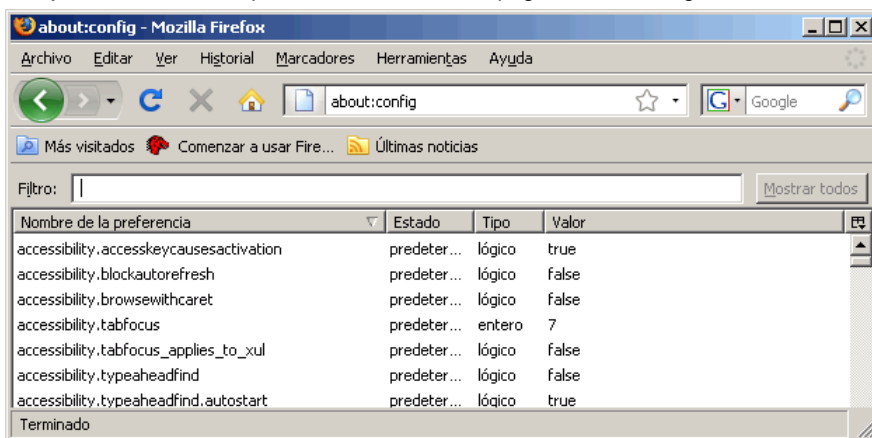 about:config - Mozilla Firefox
Archivo Editar Ver Historial Marcadores Herramientas Ayuda
about:config Google
Más visitados Comenzar a usar Fire... Últimas noticias
Filtro: Mostrar todos
Nombre de la preferencia Estado Tipo Valor
accessibility.accesskeycausesactivation predeter... lógico true
accessibility.blockautorefresh predeter... lógico false
accessibility.browsewithcaret predeter... lógico false
accessibility.tabfocus predeter... entero 7
accessibility.tabfocus_applies_to_xul predeter... lógico false
accessibility.typeaheadfind predeter... lógico false
accessibility.typeaheadfind.autostart predeter... lógico true
Terminado